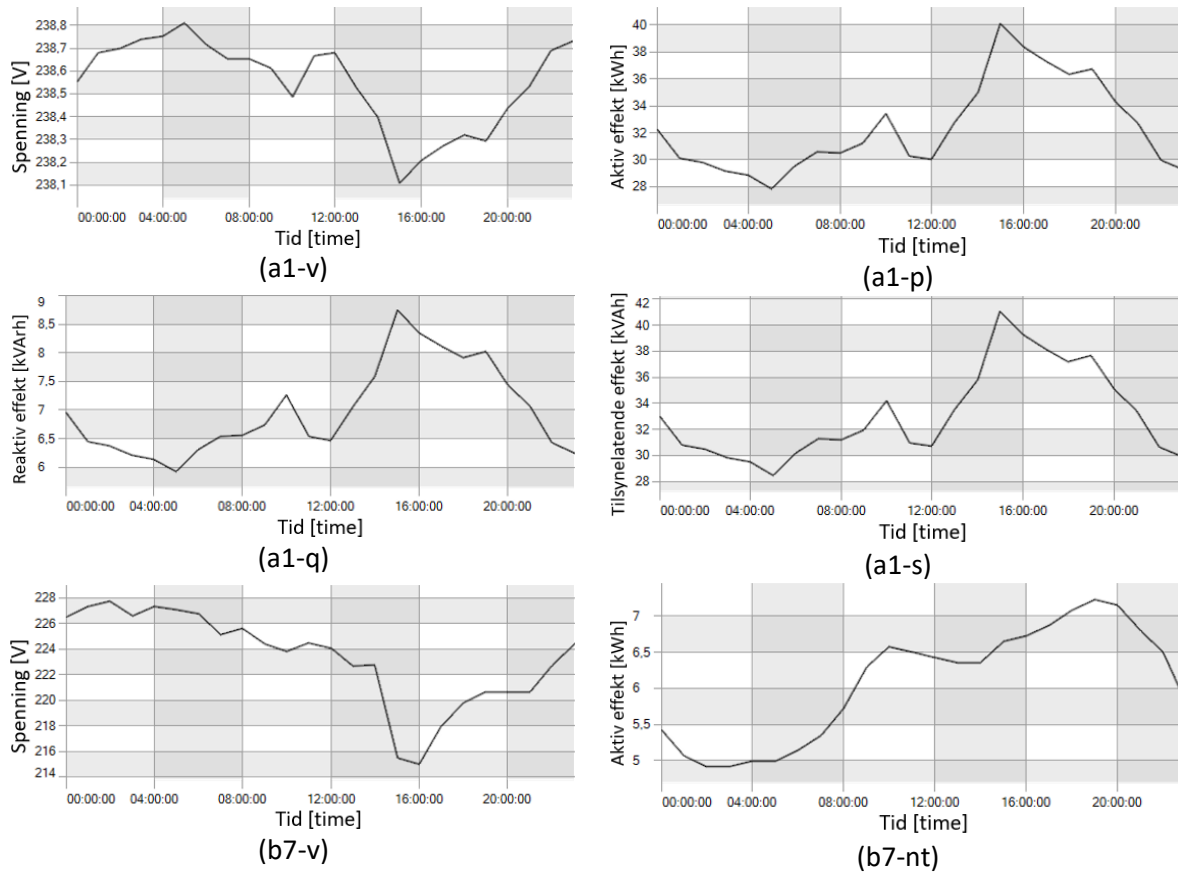 Spenning [V]
238,8
238,7
238,6
238,5
238,4
238,3
238,2
238,1
00:00:00 04:00:00 08:00:00 12:00:00 16:00:00 20:00:00
Tid [time]
(a1-v)
Aktiv effekt [kWh]
40
38
36
34
32
30
28
00:00:00 04:00:00 08:00:00 12:00:00 16:00:00 20:00:00
Tid [time]
(a1-p)
Reaktiv effekt [kVArh]
9
8.5
8
7.5
7
6.5
6
00:00:00 04:00:00 08:00:00 12:00:00 16:00:00 20:00:00
Tid [time]
(a1-q)
Tilsynelatende effekt [kVAh]
42
40
38
36
34
32
30
28
00:00:00 04:00:00 08:00:00 12:00:00 16:00:00 20:00:00
Tid [time]
(a1-s)
Spenning [V]
228
226
224
222
220
218
216
214
00:00:00 04:00:00 08:00:00 12:00:00 16:00:00 20:00:00
Tid [time]
(b7-v)
Aktiv effekt [kWh]
7
6.5
6
5.5
5
00:00:00 04:00:00 08:00:00 12:00:00 16:00:00 20:00:00
Tid [time]
(b7-nt)